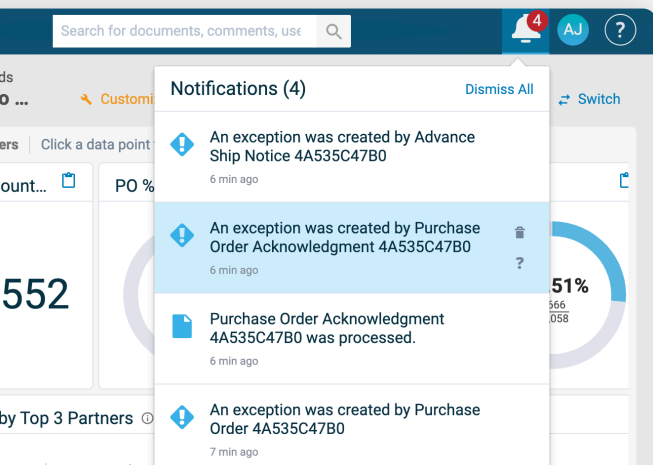 Search for documents, comments, use
4
AJ
?
ds
o ...
Customi
Notifications (4)
Dismiss All
Switch
ers
Click a data point
An exception was created by Advance
Ship Notice 4A535C47B0
6 min ago
ount...
PO %
An exception was created by Purchase
Order Acknowledgment 4A535C47B0
6 min ago
?
552
51%
666
058
Purchase Order Acknowledgment
4A535C47B0 was processed.
6 min ago
by Top 3 Partners
An exception was created by Purchase
Order 4A535C47B0
7 min ago